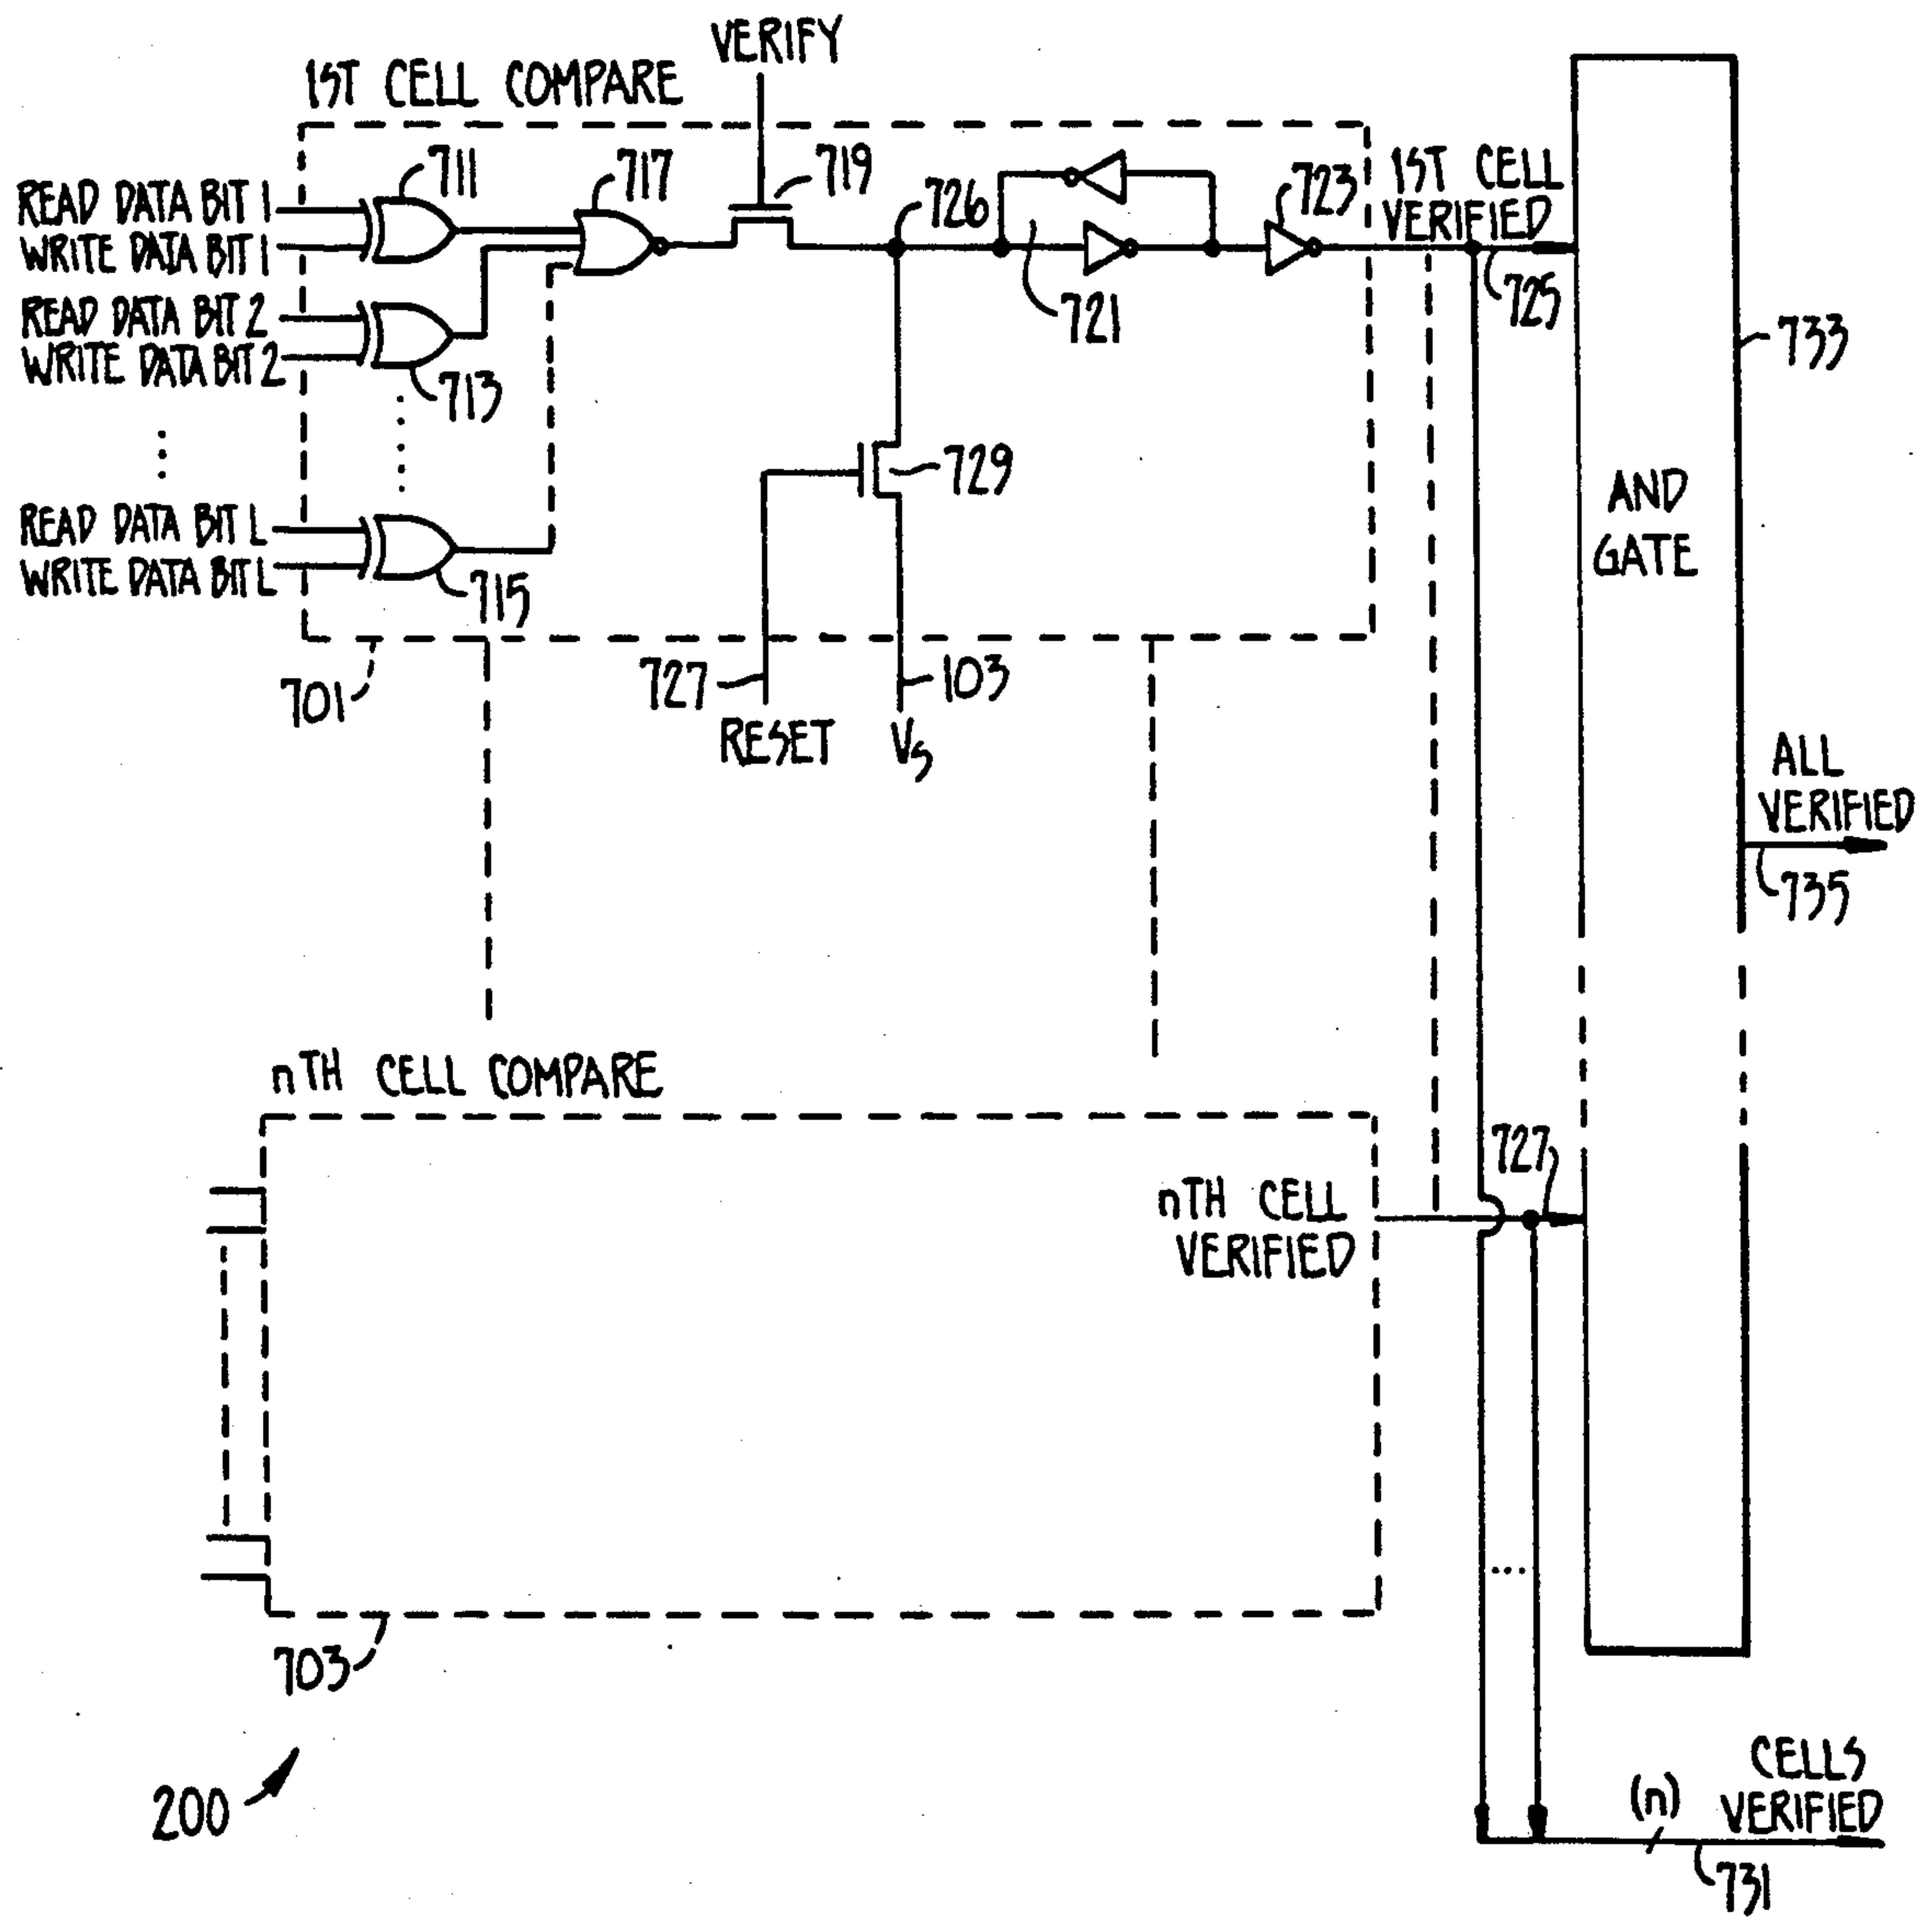 VERIFY
1ST CELL COMPARE
711
717
719
726
723
1ST CELL
VERIFIED
READ DATA BIT 1
WRITE DATA BIT 1
721
725
READ DATA BIT 2
WRITE DATA BIT 2
713
733
729
AND
GATE
READ DATA BIT L
WRITE DATA BIT L
715
701
727
103
RESET
VS
ALL
VERIFIED
735
nTH CELL COMPARE
727
nTH CELL
VERIFIED
703
200
(n)
CELLS
VERIFIED
731